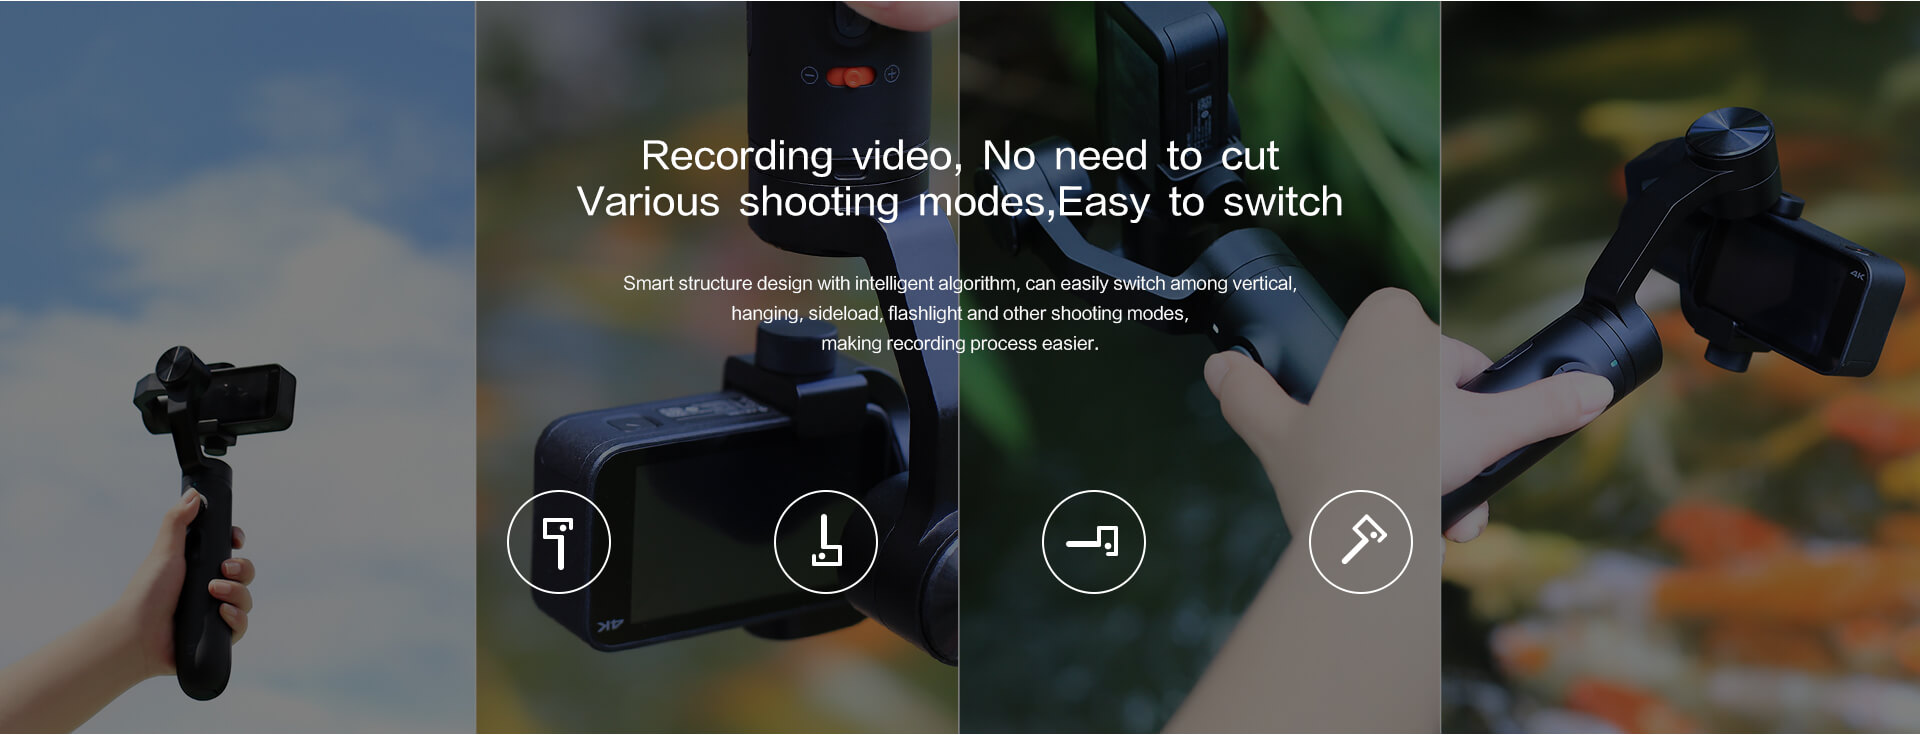 Recording video, No need to cut
Various shooting modes,Easy to switch
Smart structure design with intelligent algorithm, can easily switch among vertical,
hanging, sideload, flashlight and other shooting modes,
making recording process easier.
4K
4K